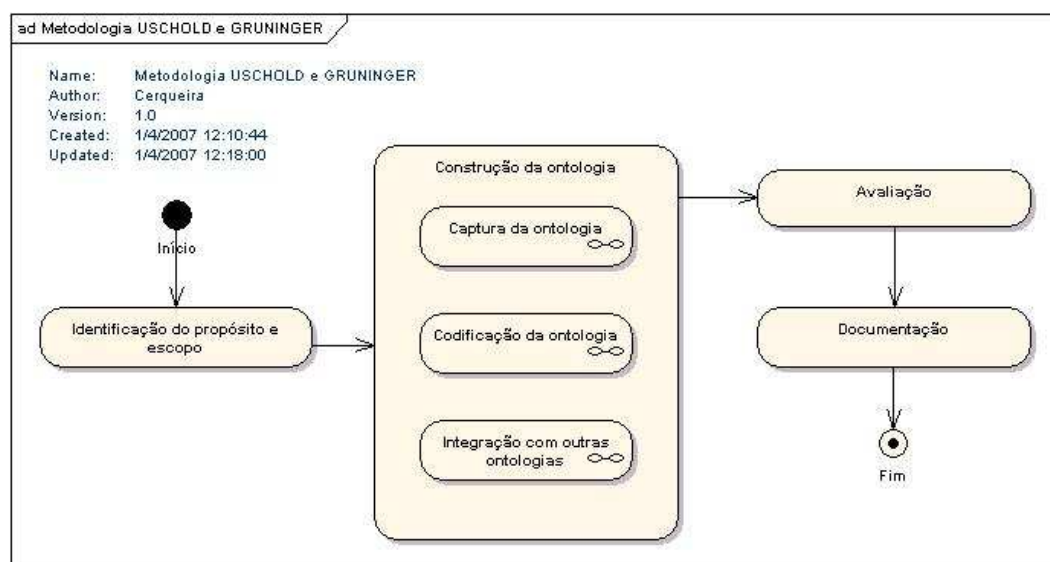 ad Metodologia USCHOLD e GRUNINGER
Name: Metodologia USCHOLD e GRUNINGER
Author: Cerqueira
Version: 1.0
Created: 1/4/2007 12:10:44
Updated: 1/4/2007 12:18:00
Início
Identificação do propósito e
escopo
Construção da ontologia
Captura da ontologia
Codificação da ontologia
Integração com outras
ontologias
Avaliação
Documentação
Fim